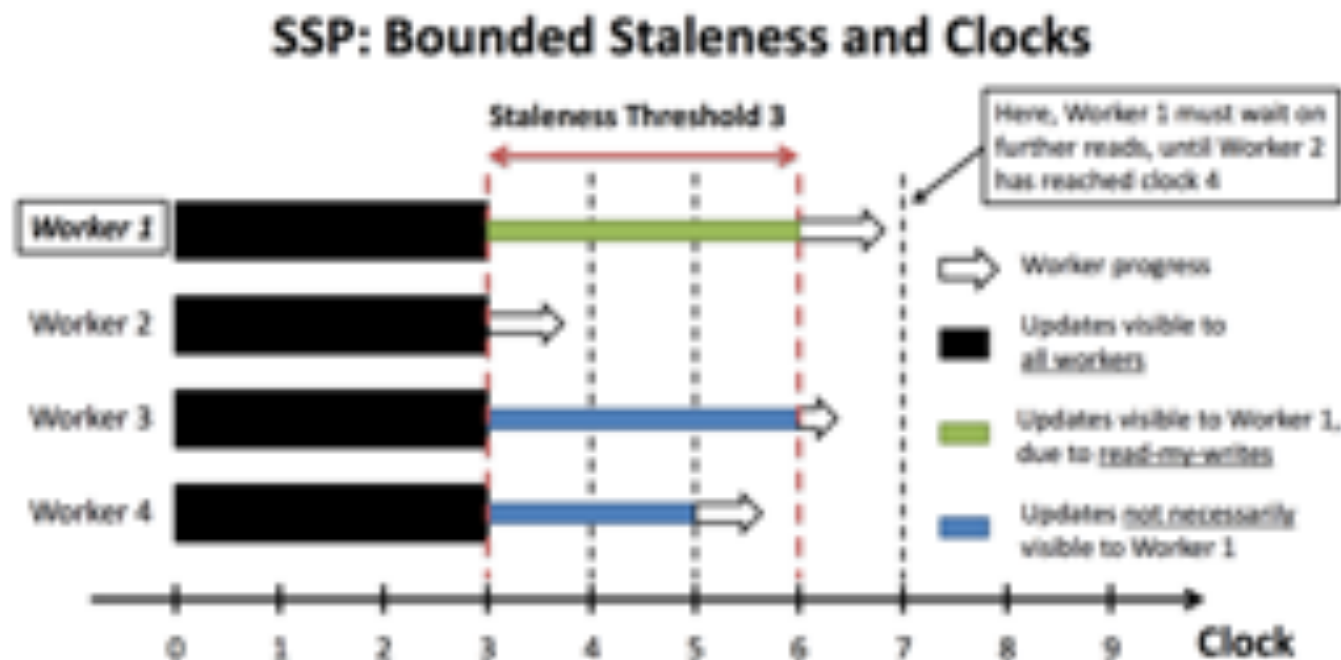 SSP: Bounded Staleness and Clocks
Staleness Threshold 3
Here, Worker 1 must wait on
further reads, until Worker 2
has reached clock 4
Worker 1
Worker 2
Worker 3
Worker 4
Worker progress
Updates visible to
all workers
Updates visible to Worker 1,
due to read-my-writes
Updates not necessarily
visible to Worker 1
0 1 2 3 4 5 6 7 8 9 Clock